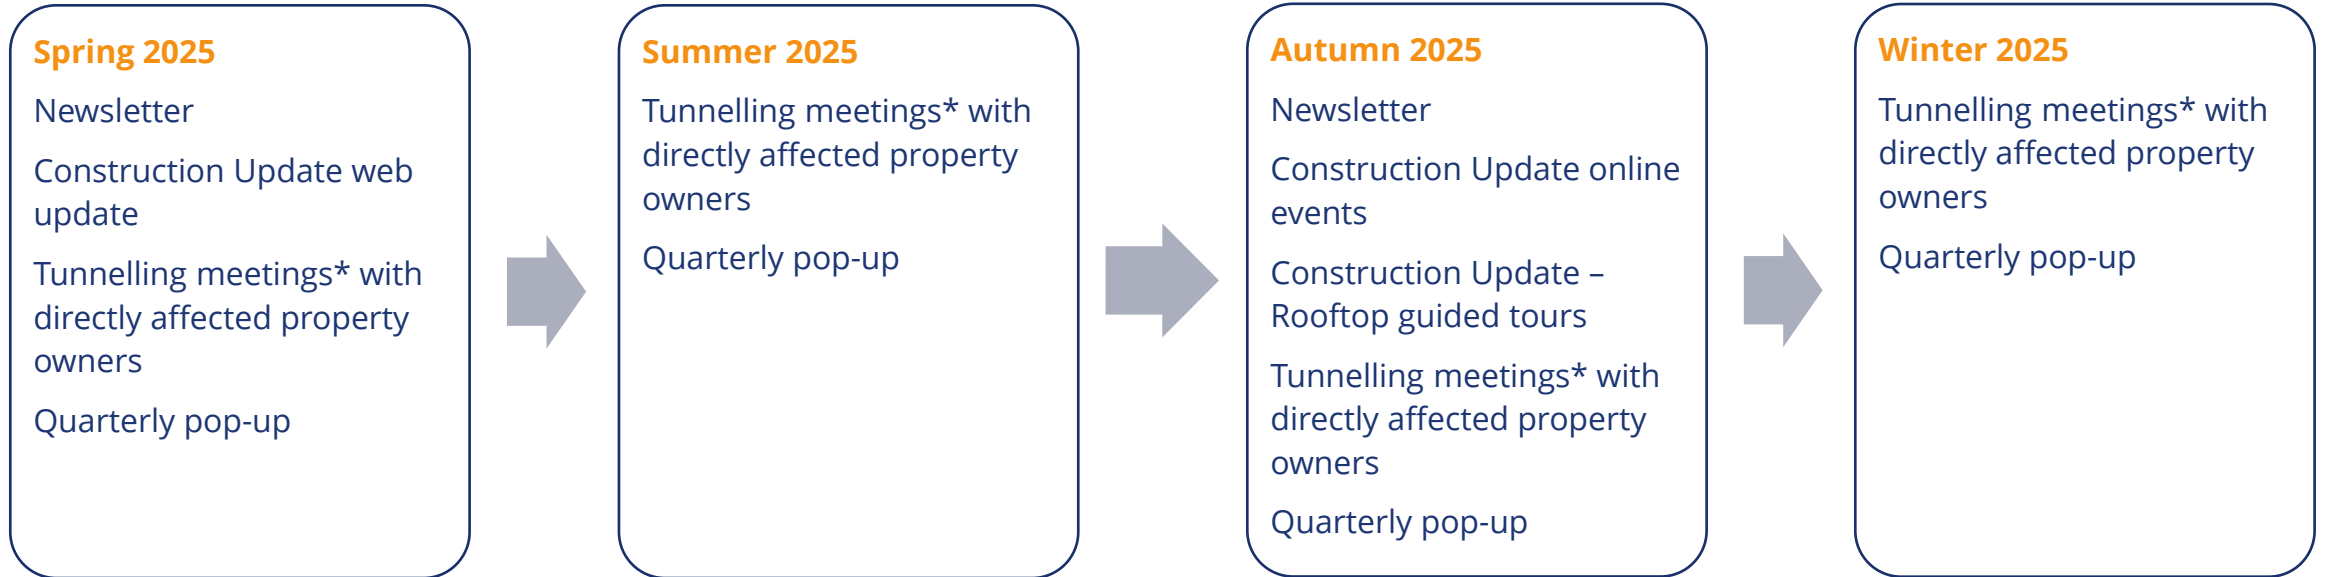 Spring 2025
Newsletter
Construction Update web
update
Tunnelling meetings* with
directly affected property
owners
Quarterly pop-up
Summer 2025
Tunnelling meetings* with
directly affected property
owners
Quarterly pop-up
Autumn 2025
Newsletter
Construction Update online
events
Construction Update –
Rooftop guided tours
Tunnelling meetings* with
directly affected property
owners
Quarterly pop-up
Winter 2025
Tunnelling meetings* with
directly affected property
owners
Quarterly pop-up